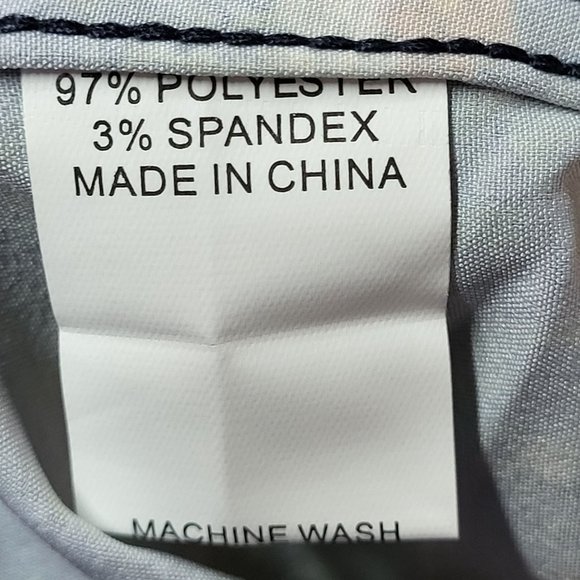 97% POLYESTER
3% SPANDEX
MADE IN CHINA
MACHINE WASH